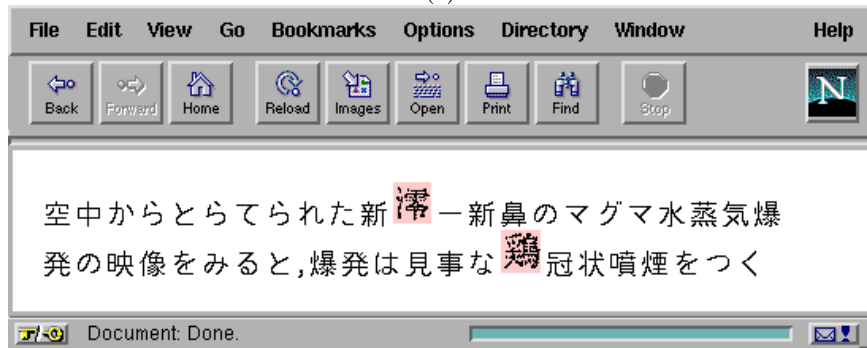 File Edit View Go Bookmarks Options Directory Window Help
Back Forward Home Reload Images Open Print Find Stop N
空中からとらてられた新澪ー新鼻のマグマ水蒸気爆
発の映像をみると,爆発は見事な鶏冠状噴煙をつく
Document: Done.